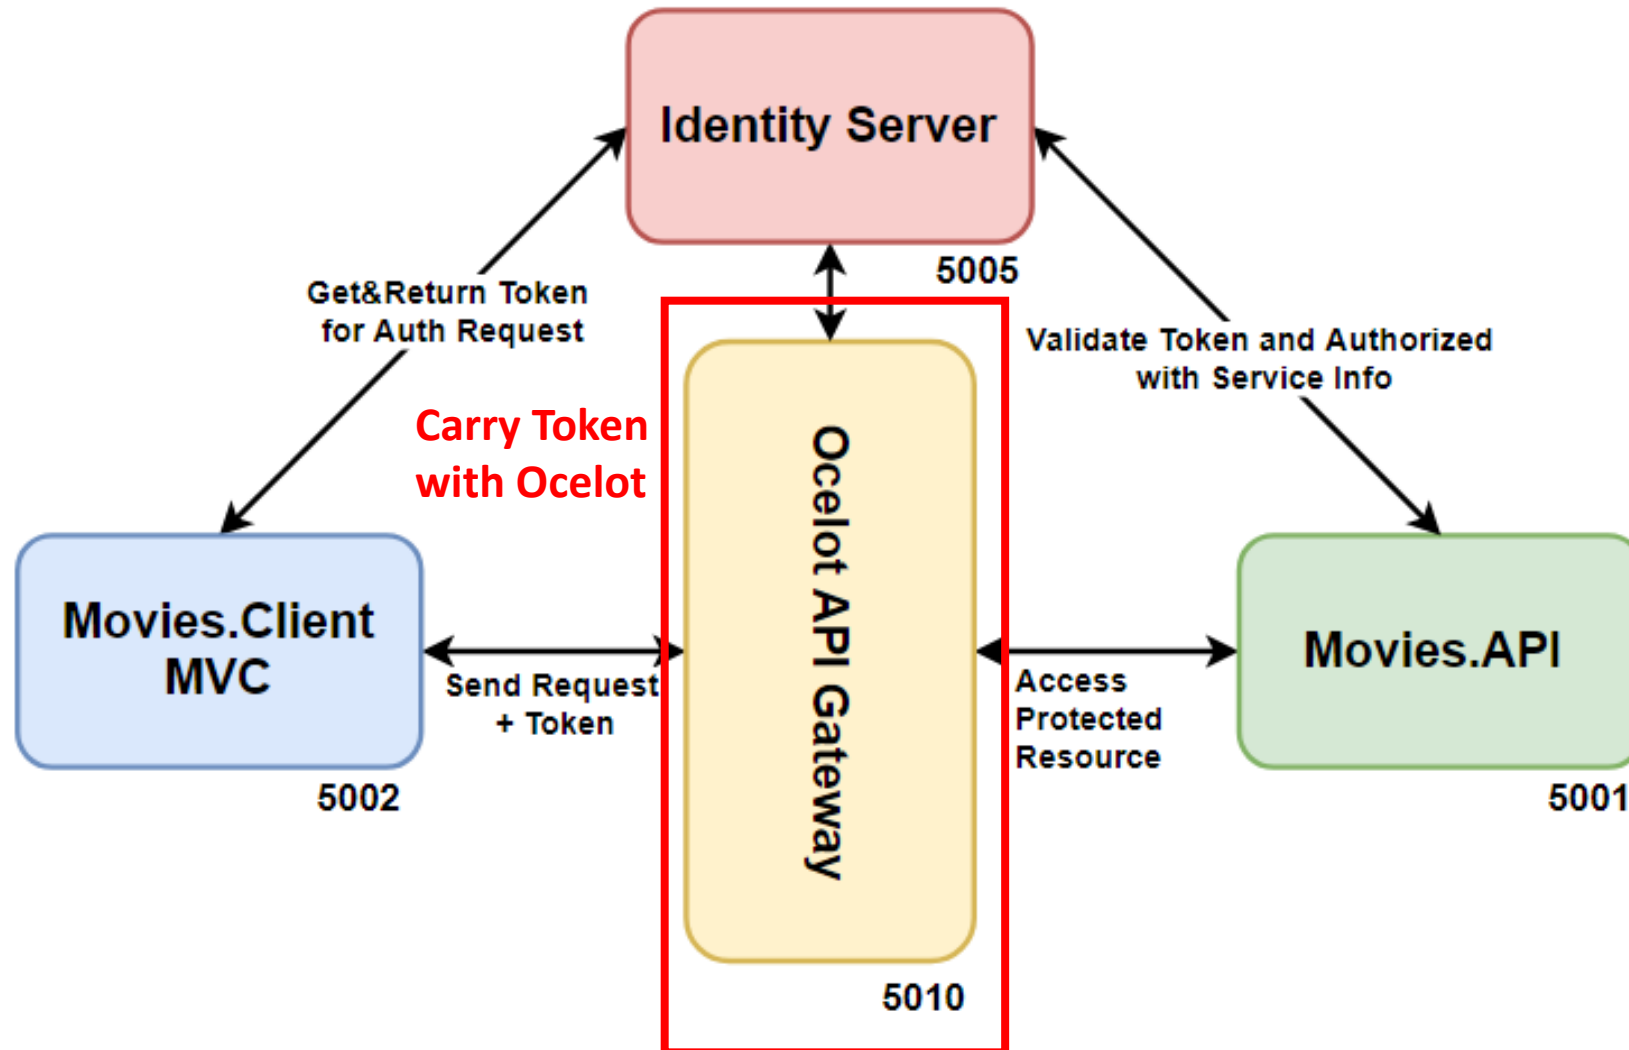 Identity Server
5005
Get&Return Token
for Auth Request
Validate Token and Authorized
with Service Info
Carry Token
with Ocelot
Ocelot API Gateway
Movies.Client
MVC
Movies.API
Send Request
+ Token
Access
Protected
Resource
5002
5001
5010